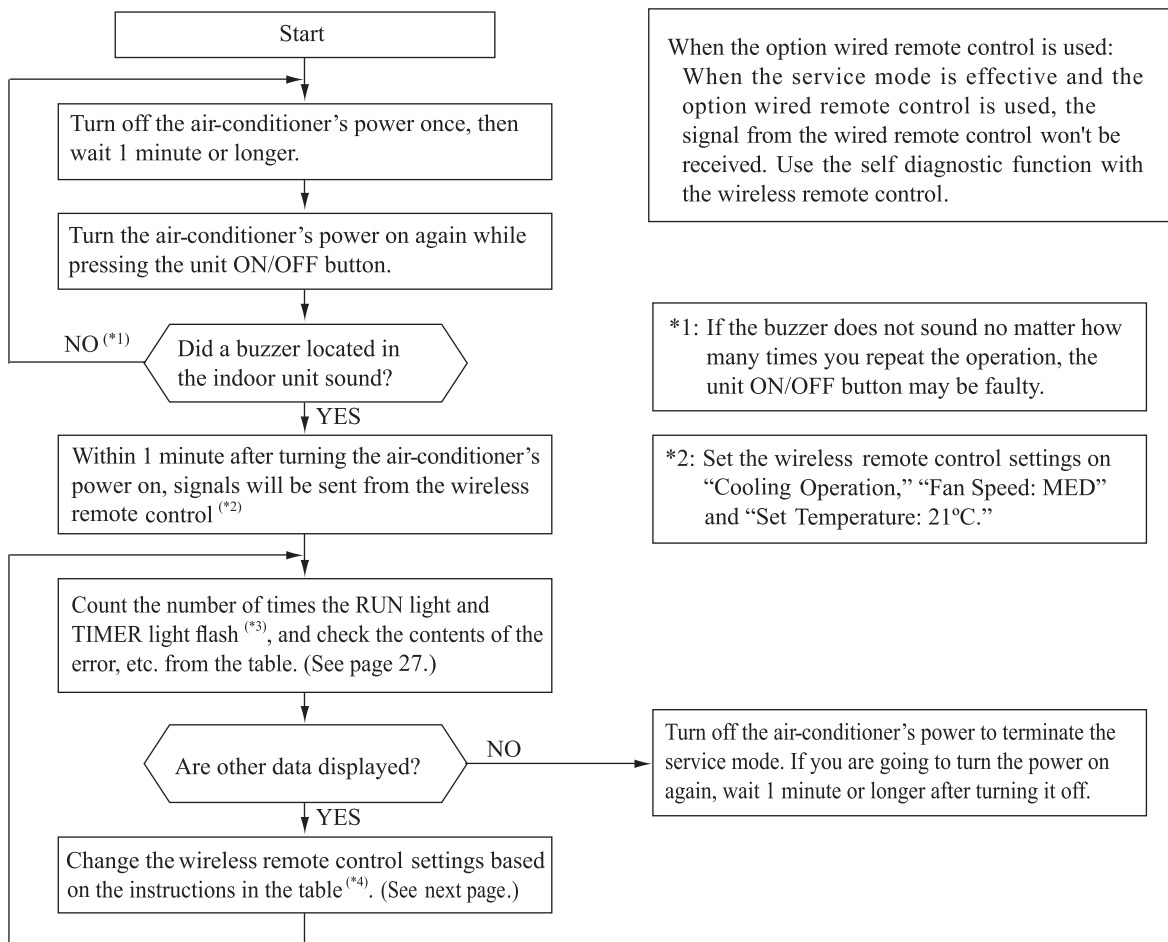 Start
Turn off the air-conditioner's power once, then
wait 1 minute or longer.
Turn the air-conditioner's power on again while
pressing the unit ON/OFF button.
NO (*1)
Did a buzzer located in
the indoor unit sound?
YES
Within 1 minute after turning the air-conditioner's
power on, signals will be sent from the wireless
remote control (*2)
Count the number of times the RUN light and
TIMER light flash (*3), and check the contents of the
error, etc. from the table. (See page 27.)
Are other data displayed?
NO
YES
Change the wireless remote control settings based
on the instructions in the table (*4). (See next page.)
When the option wired remote control is used:
When the service mode is effective and the
option wired remote control is used, the
signal from the wired remote control won't be
received. Use the self diagnostic function with
the wireless remote control.
*1: If the buzzer does not sound no matter how
many times you repeat the operation, the
unit ON/OFF button may be faulty.
*2: Set the wireless remote control settings on
“Cooling Operation,” “Fan Speed: MED”
and “Set Temperature: 21ºC.”
Turn off the air-conditioner's power to terminate the
service mode. If you are going to turn the power on
again, wait 1 minute or longer after turning it off.